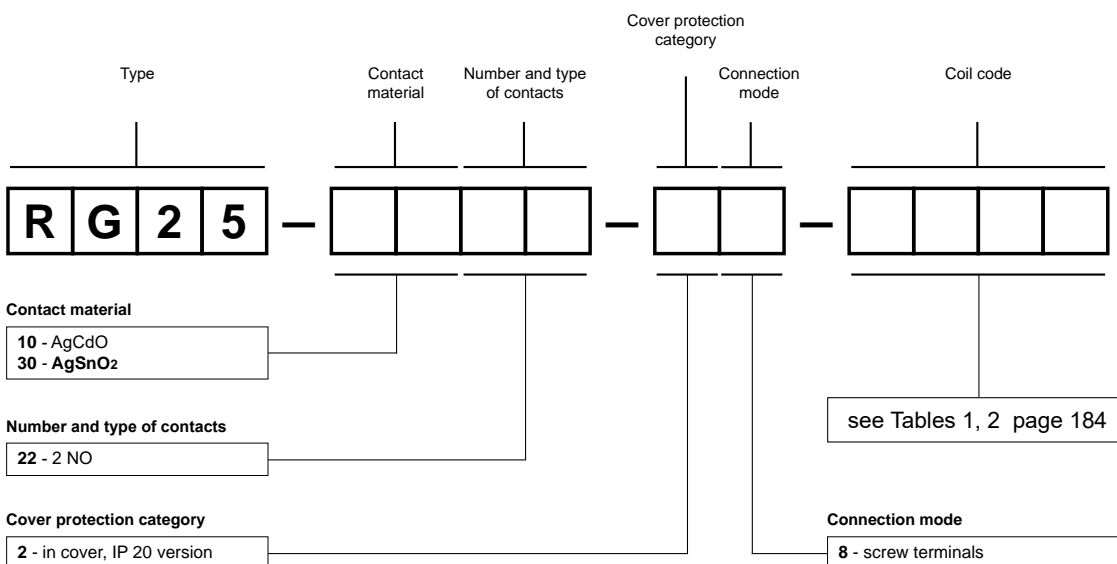 Cover protection
category
Type
Contact
material
Number and type
of contacts
Connection
mode
Coil code
R G 2 5 – – –
Contact material
10 - AgCdO
30 - AgSnO2
see Tables 1, 2 page 184
Number and type of contacts
22 - 2 NO
Cover protection category
2 - in cover, IP 20 version
Connection mode
8 - screw terminals